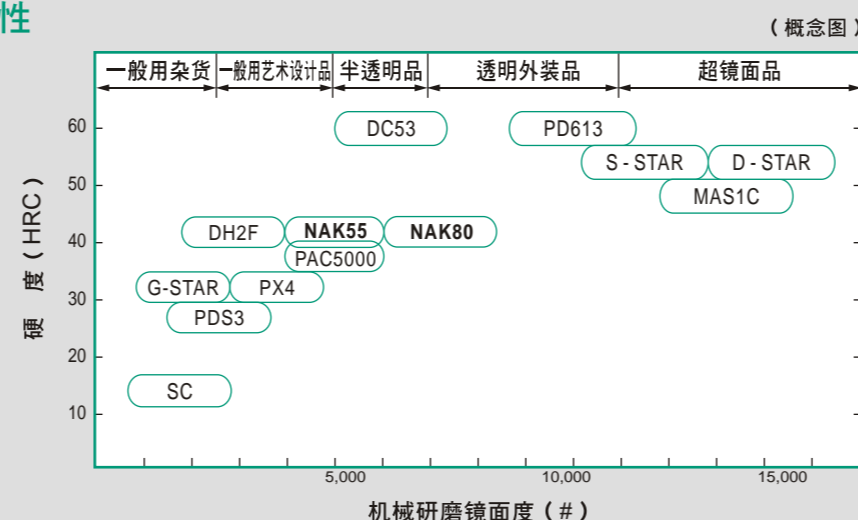 性
(概念图)
一般用杂货 一般用艺术设计品 半透明品 透明外装品 超镜面品
60
DC53 PD613
S-STAR D-STAR
50
MAS1C
DH2F NAK55 NAK80
40
PAC5000
G-STAR PX4
30
PDS3
20
SC
10
硬 度(HRC)
5,000 10,000 15,000
机械研磨镜面度(#)